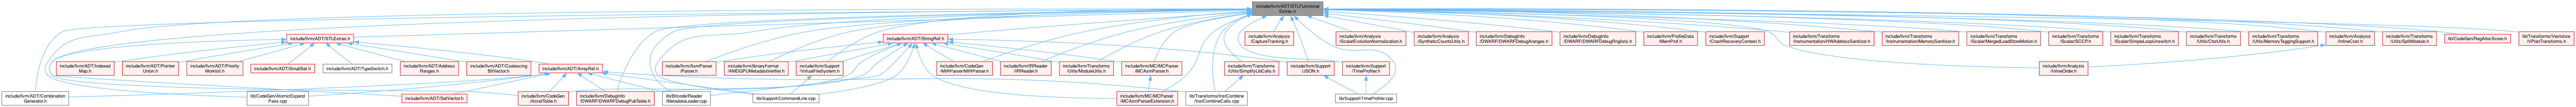 include/llvm/ADT/STLFunctional
Extras.h
include/llvm/ADT/STLExtras.h
include/llvm/ADT/StringRef.h
include/llvm/Analysis
/CaptureTracking.h
include/llvm/Analysis
/ScalarEvolutionNormalization.h
include/llvm/Analysis
/SyntheticCountsUtils.h
include/llvm/DebugInfo
/DWARF/DWARFDebugAranges.h
include/llvm/DebugInfo
/DWARF/DWARFDebugRnglists.h
include/llvm/ProfileData
/MemProf.h
include/llvm/Support
/CrashRecoveryContext.h
include/llvm/Transforms
/Instrumentation/HWAddressSanitizer.h
include/llvm/Transforms
/Instrumentation/MemorySanitizer.h
include/llvm/Transforms
/Scalar/MergedLoadStoreMotion.h
include/llvm/Transforms
/Scalar/SCCP.h
include/llvm/Transforms
/Scalar/SimpleLoopUnswitch.h
include/llvm/Transforms
/Utils/CtorUtils.h
include/llvm/Transforms
/Utils/MemoryTaggingSupport.h
include/llvm/Analysis
/InlineCost.h
include/llvm/Transforms
/Utils/SplitModule.h
lib/CodeGen/RegAllocScore.h
lib/Transforms/Vectorize
/VPlanTransforms.h
include/llvm/ADT/Indexed
Map.h
include/llvm/ADT/Pointer
Union.h
include/llvm/ADT/Priority
Worklist.h
include/llvm/ADT/SmallSet.h
include/llvm/ADT/TypeSwitch.h
include/llvm/ADT/Address
Ranges.h
include/llvm/ADT/Coalescing
BitVector.h
include/llvm/ADT/ArrayRef.h
include/llvm/AsmParser
/Parser.h
include/llvm/BinaryFormat
/AMDGPUMetadataVerifier.h
include/llvm/Support
/VirtualFileSystem.h
include/llvm/CodeGen
/MIRParser/MIRParser.h
include/llvm/IRReader
/IRReader.h
include/llvm/Transforms
/Utils/ModuleUtils.h
include/llvm/MC/MCParser
/MCAsmParser.h
include/llvm/Transforms
/Utils/SimplifyLibCalls.h
include/llvm/Support
/JSON.h
include/llvm/Support
/TimeProfiler.h
include/llvm/Analysis
/InlineOrder.h
include/llvm/ADT/Combination
Generator.h
lib/CodeGen/AtomicExpand
Pass.cpp
include/llvm/ADT/SetVector.h
include/llvm/CodeGen
/AccelTable.h
include/llvm/DebugInfo
/DWARF/DWARFDebugPubTable.h
lib/Bitcode/Reader
/MetadataLoader.cpp
lib/Support/CommandLine.cpp
include/llvm/MC/MCParser
/MCAsmParserExtension.h
lib/Transforms/InstCombine
/InstCombineCalls.cpp
lib/Support/TimeProfiler.cpp